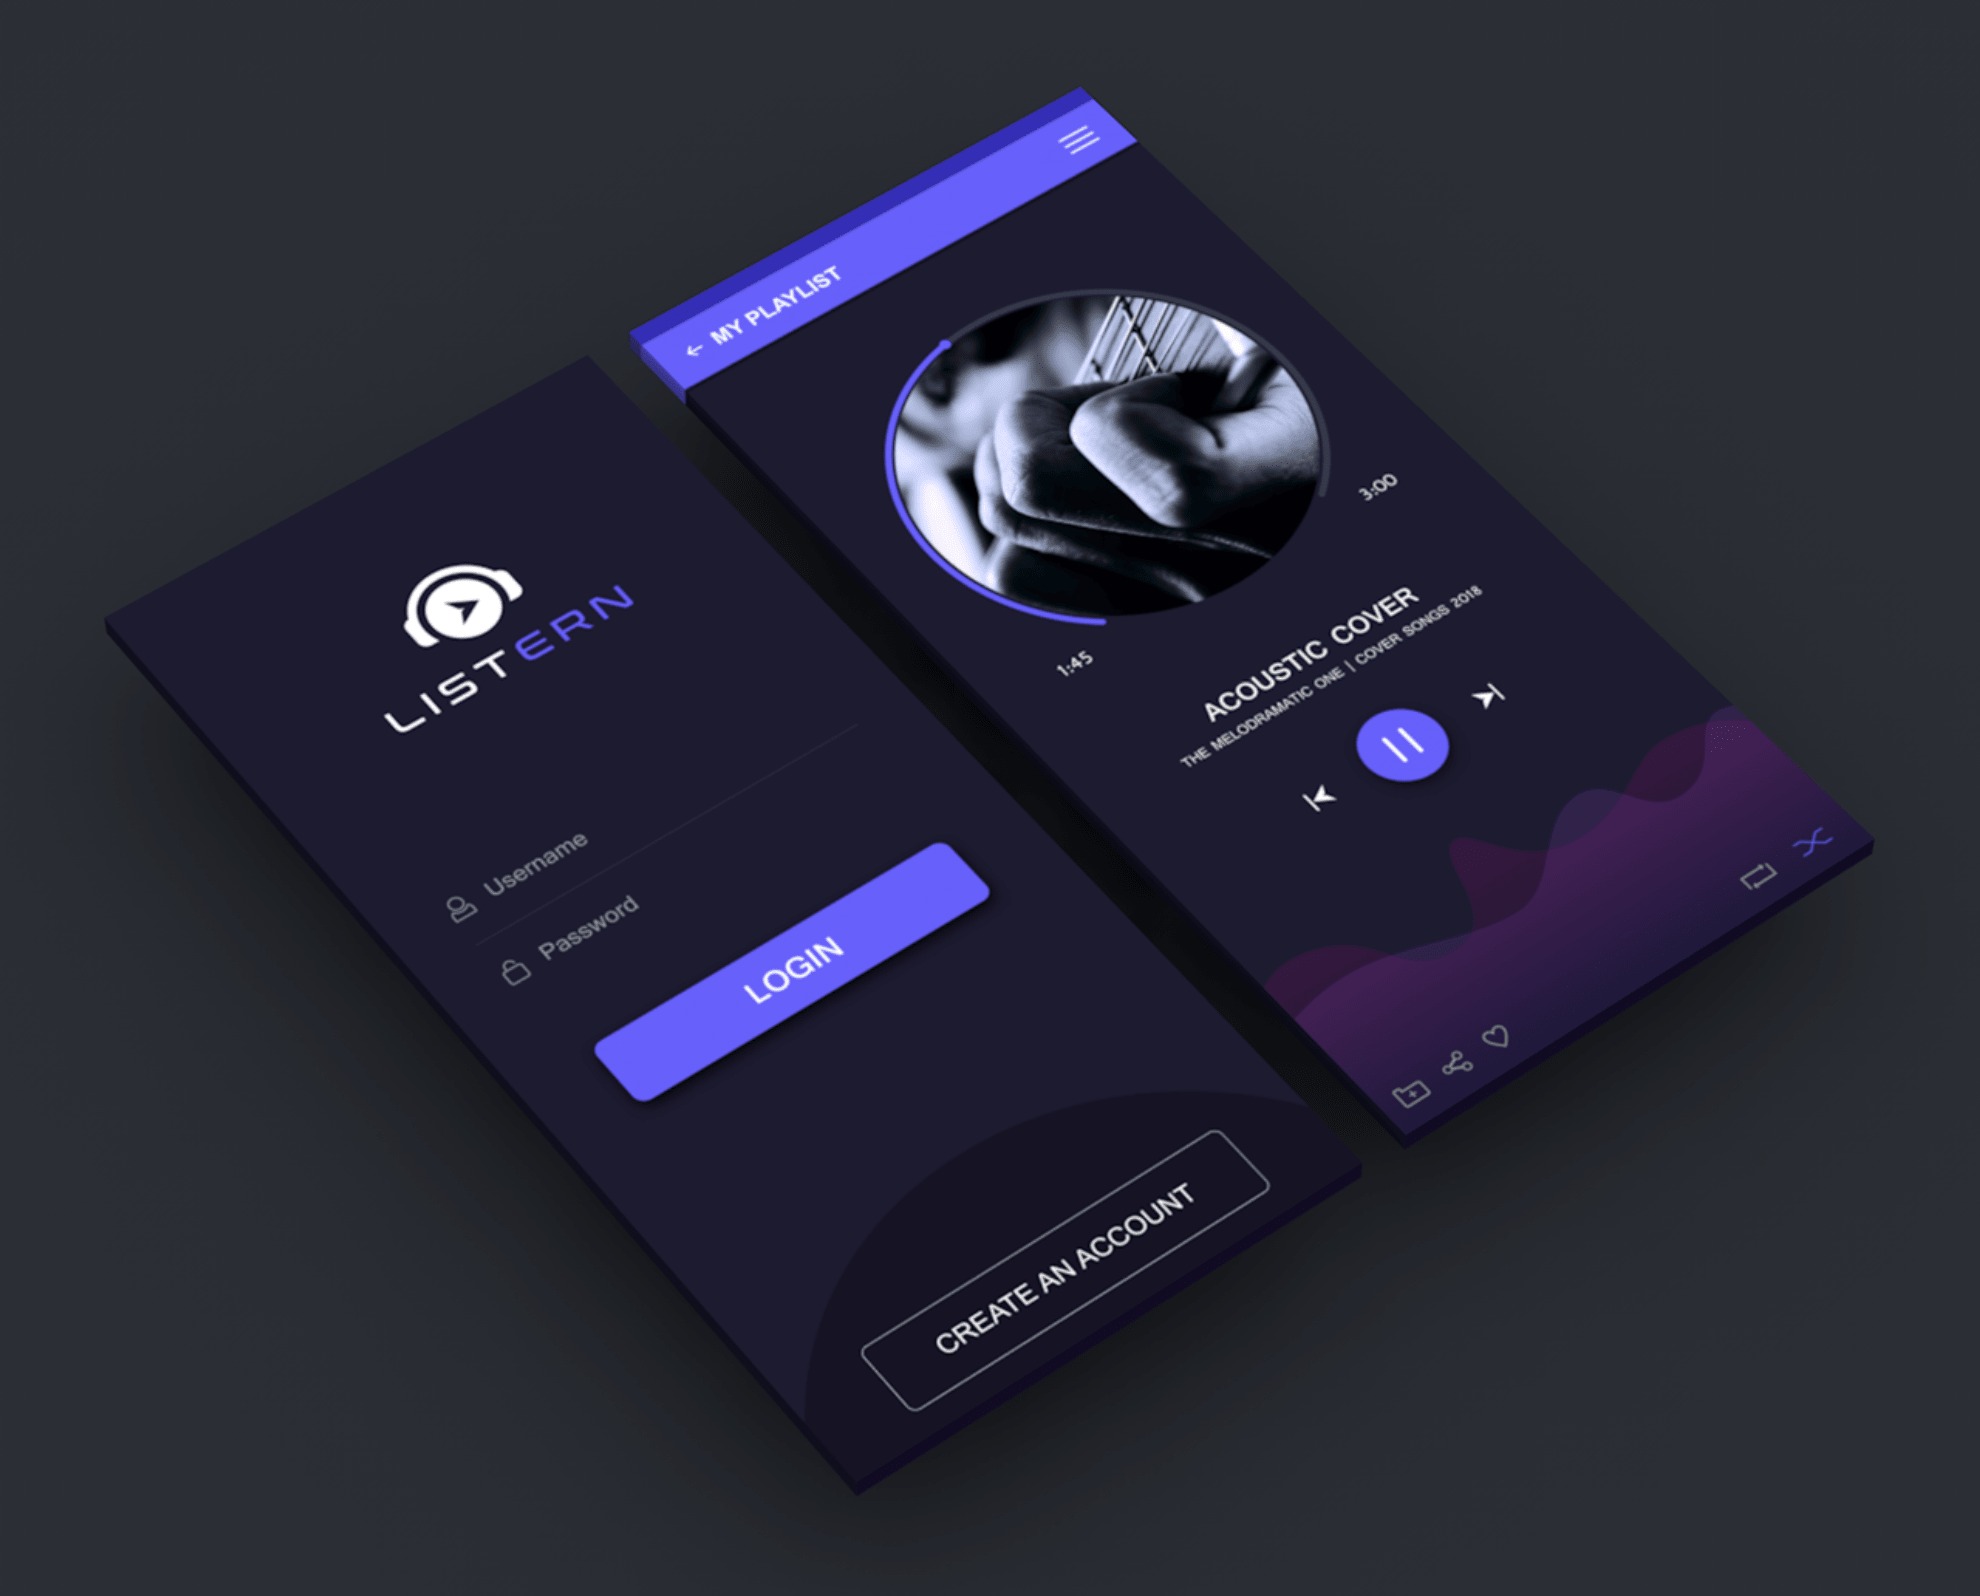 LISTERN
Username
Password
LOGIN
CREATE AN ACCOUNT
← MY PLAYLIST
1:45
3:00
ACOUSTIC COVER
THE MELODRAMATIC ONE | COVER SONGS 2018